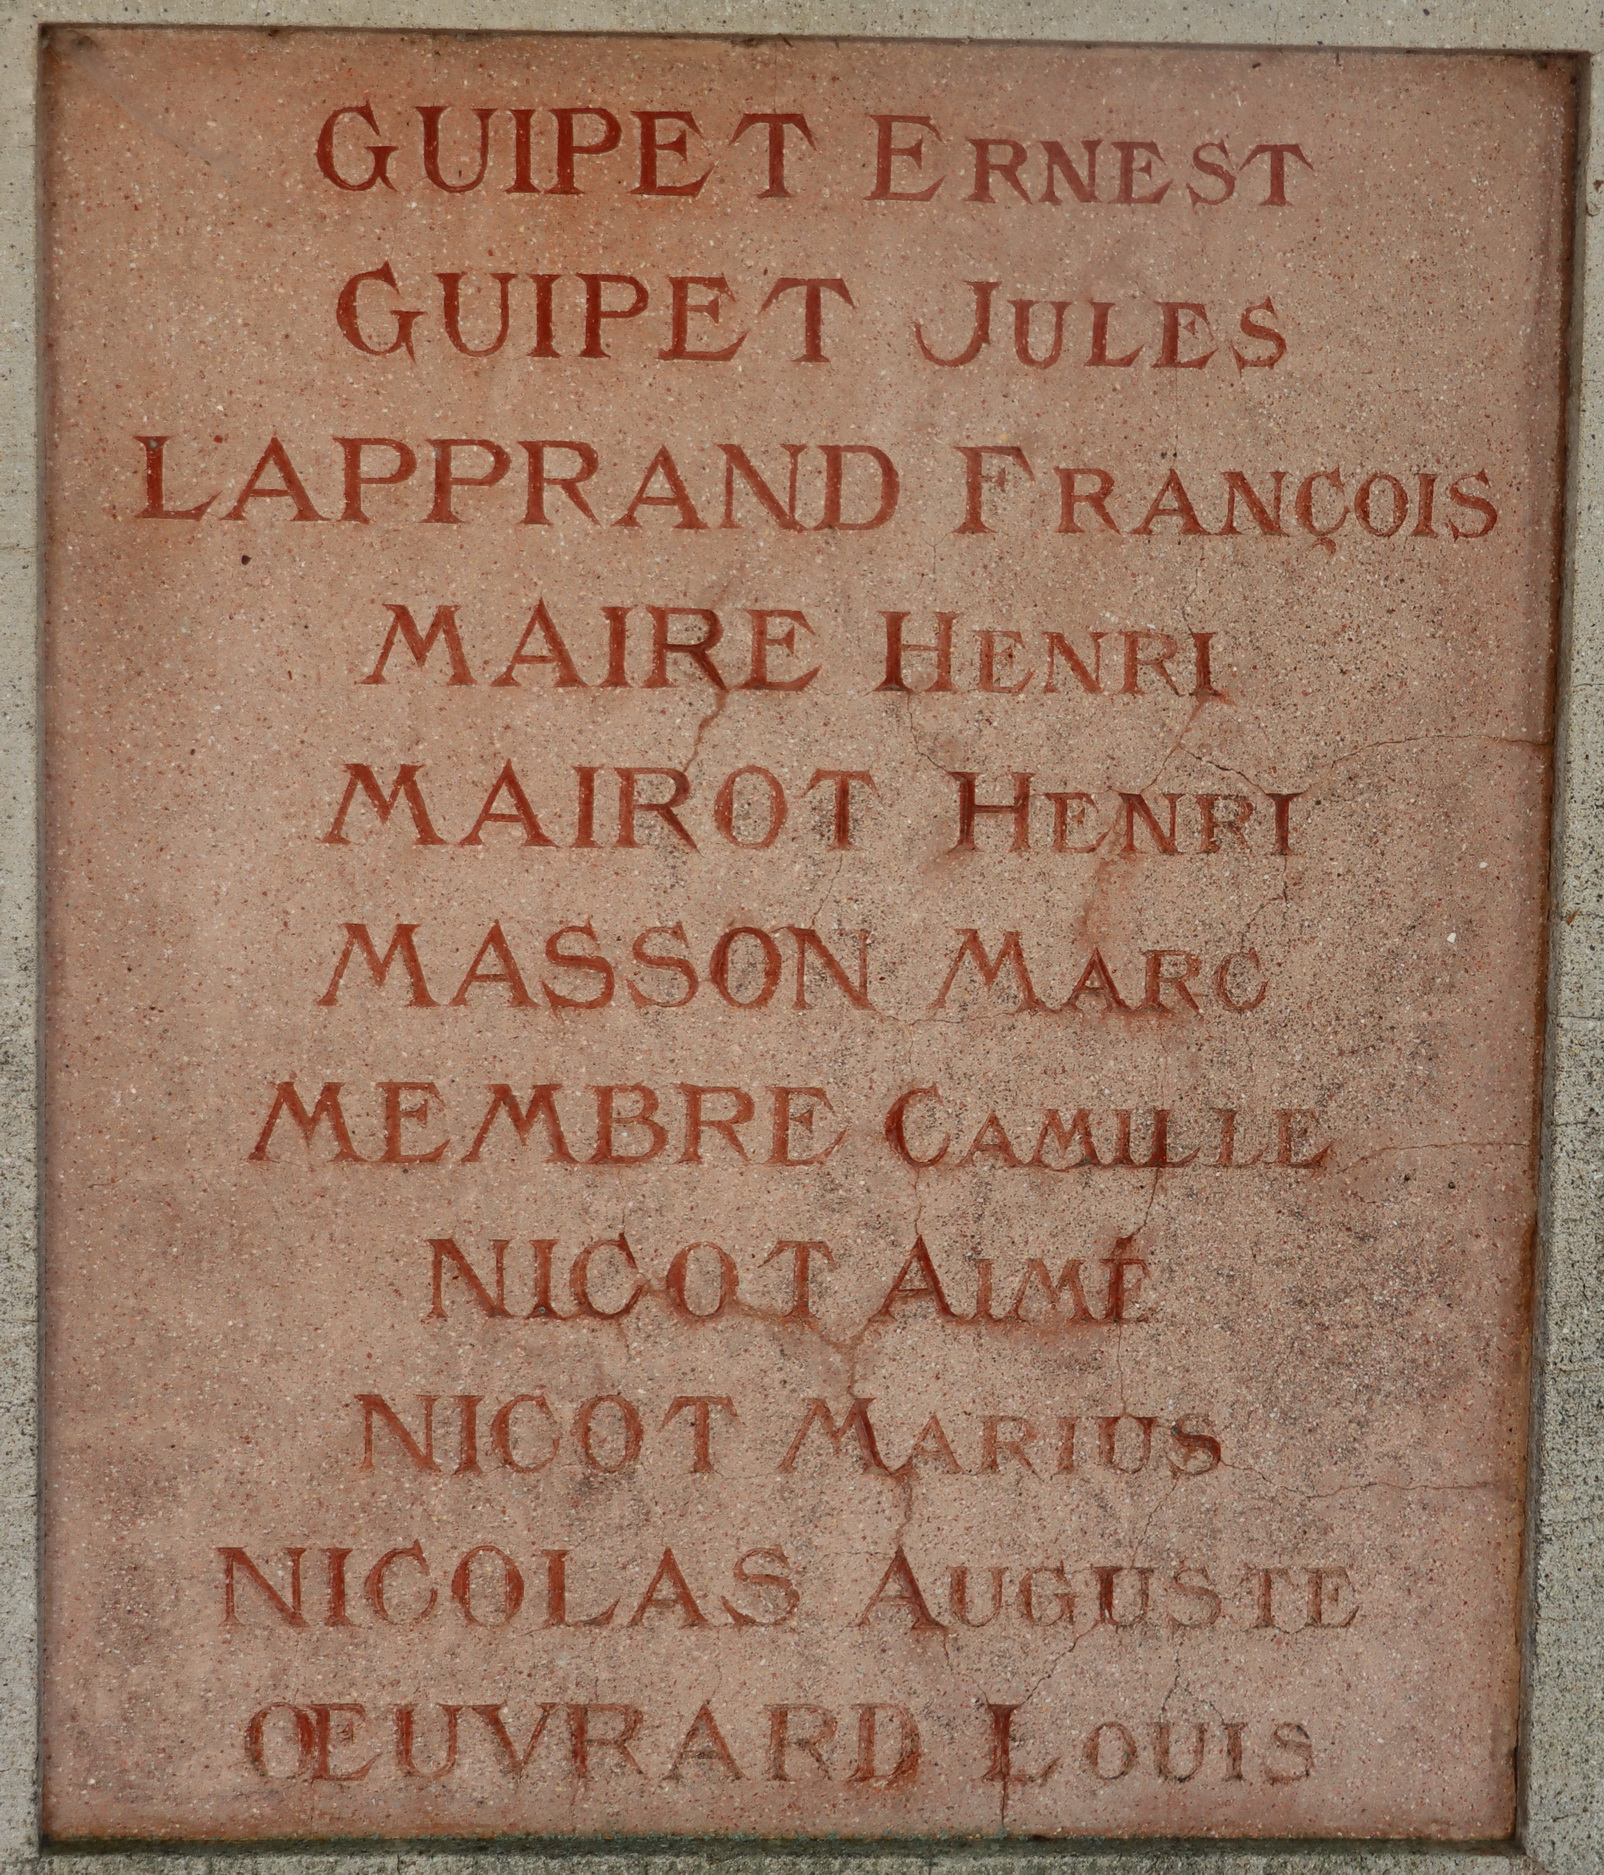 GUIPET ERNEST
GUIPET JULES
LAPPRAND FRANÇOIS
MAIRE HENRI
MAIROT HENRI
MASSON MARC
MEMBRE CAMILLE
NICOT AIMÉ
NICOT MARIUS
NICOLAS AUGUSTE
ŒUVRARD LOUIS